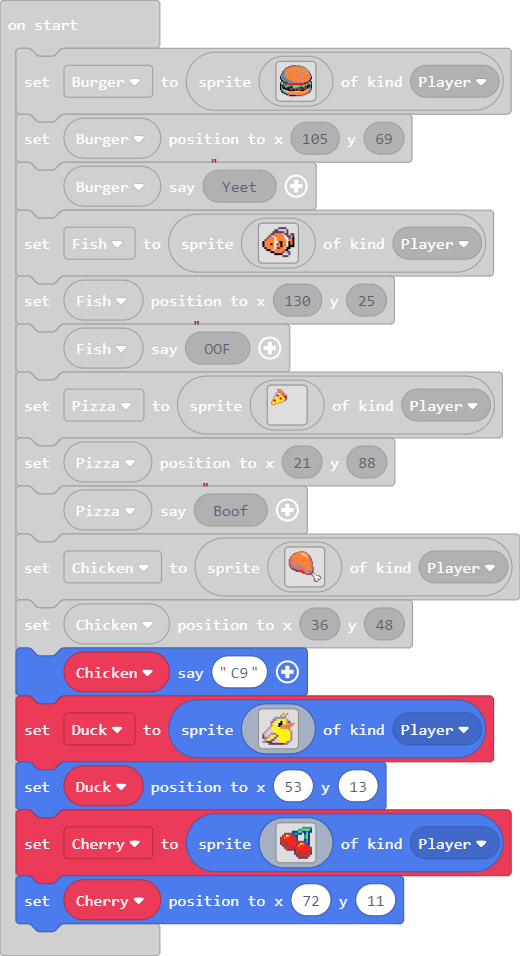 on start
set Burger to sprite of kind Player
set Burger position to x 105 y 69
Burger say "Yeet
set Fish to sprite of kind Player
set Fish position to x 130 y 25
Fish say "OOF
set Pizza to sprite of kind Player
set Pizza position to x 21 y 88
Pizza say "Boof
set Chicken to sprite of kind Player
set Chicken position to x 36 y 48
Chicken say "C9"
set Duck to sprite of kind Player
set Duck position to x 53 y 13
set Cherry to sprite of kind Player
set Cherry position to x 72 y 11